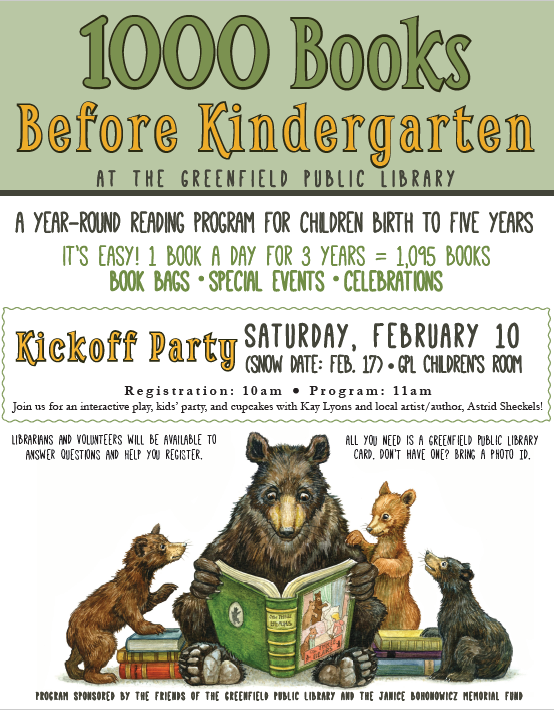 1000 Books
Before Kindergarten
AT THE GREENFIELD PUBLIC LIBRARY
A YEAR-ROUND READING PROGRAM FOR CHILDREN BIRTH TO FIVE YEARS
IT'S EASY! 1 BOOK A DAY FOR 3 YEARS = 1,095 BOOKS
BOOK BAGS • SPECIAL EVENTS • CELEBRATIONS
Kickoff Party
SATURDAY, FEBRUARY 10
(SNOW DATE: FEB. 17) • GPL CHILDREN'S ROOM
Registration: 10am • Program: 11am
Join us for an interactive play, kids' party, and cupcakes with Kay Lyons and local artist/author, Astrid Sheckels!
LIBRARIANS AND VOLUNTEERS WILL BE AVAILABLE TO
ANSWER QUESTIONS AND HELP YOU REGISTER.
ALL YOU NEED IS A GREENFIELD PUBLIC LIBRARY
CARD. DON'T HAVE ONE? BRING A PHOTO ID.
THE THREE
BEARS
PROGRAM SPONSORED BY THE FRIENDS OF THE GREENFIELD PUBLIC LIBRARY AND THE JANICE BOHONOWICZ MEMORIAL FUND